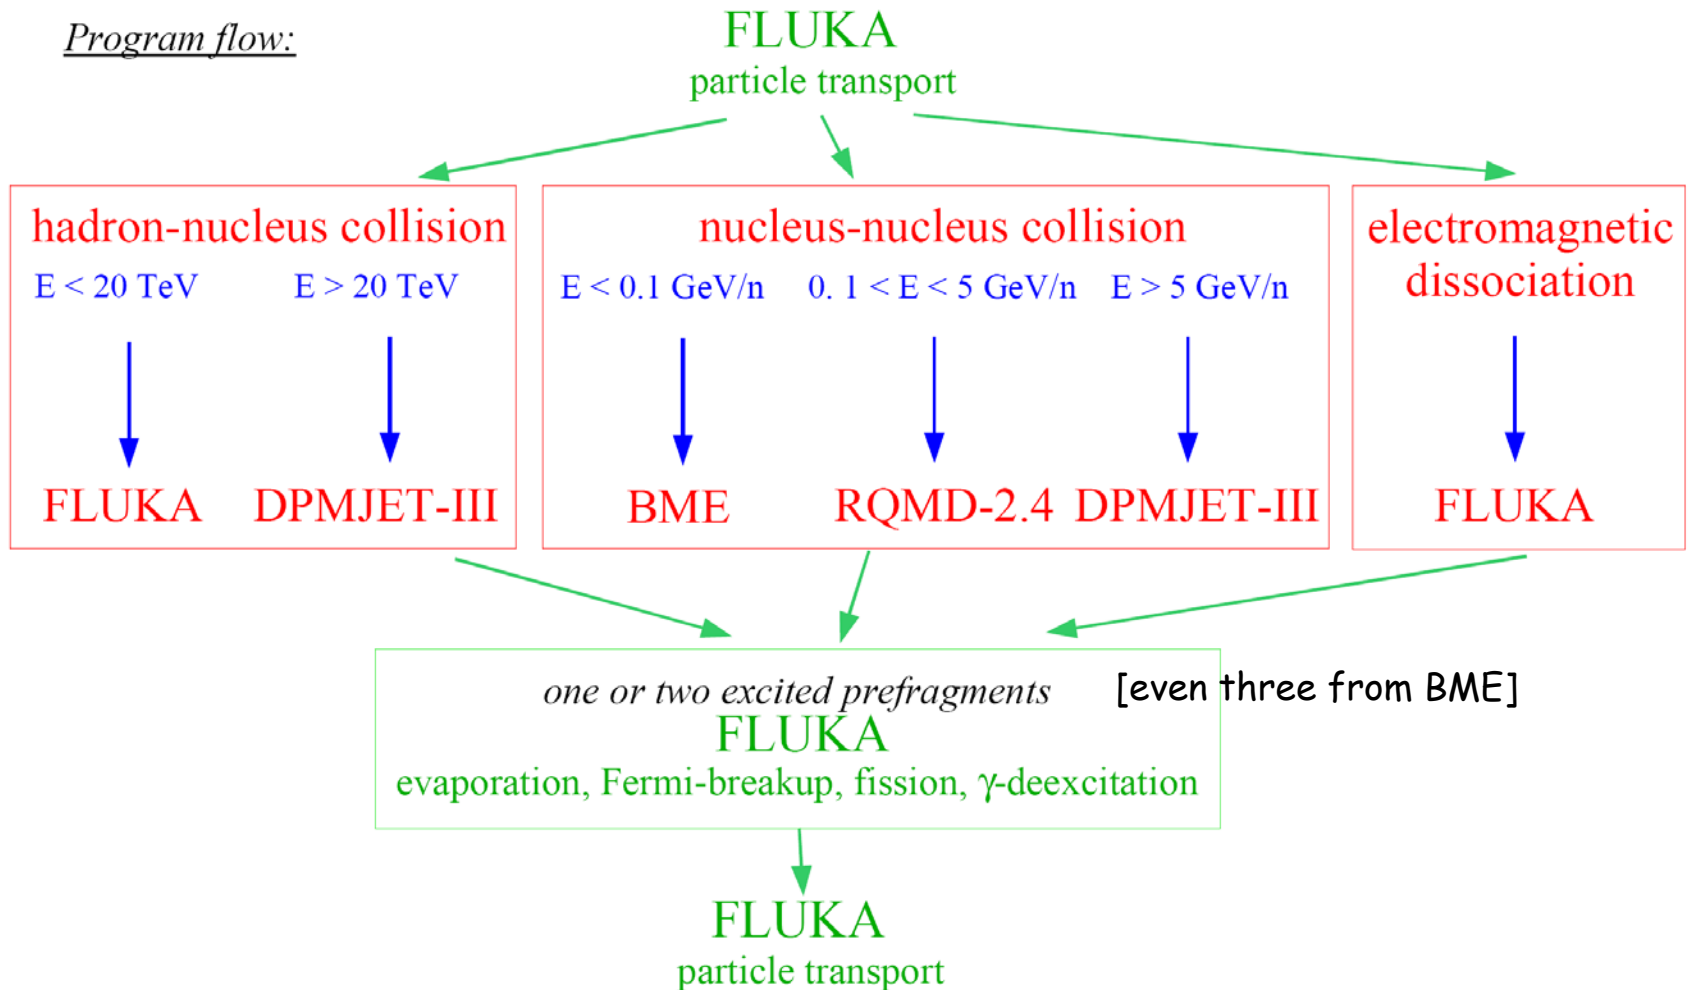 Program flow:
FLUKA
particle transport
hadron-nucleus collision
E < 20 TeV
E > 20 TeV
FLUKA
DPMJET-III
nucleus-nucleus collision
E < 0.1 GeV/n
0. 1 < E < 5 GeV/n
E > 5 GeV/n
BME
RQMD-2.4
DPMJET-III
electromagnetic
dissociation
FLUKA
one or two excited prefragments
[even three from BME]
FLUKA
evaporation, Fermi-breakup, fission, γ-deexcitation
FLUKA
particle transport